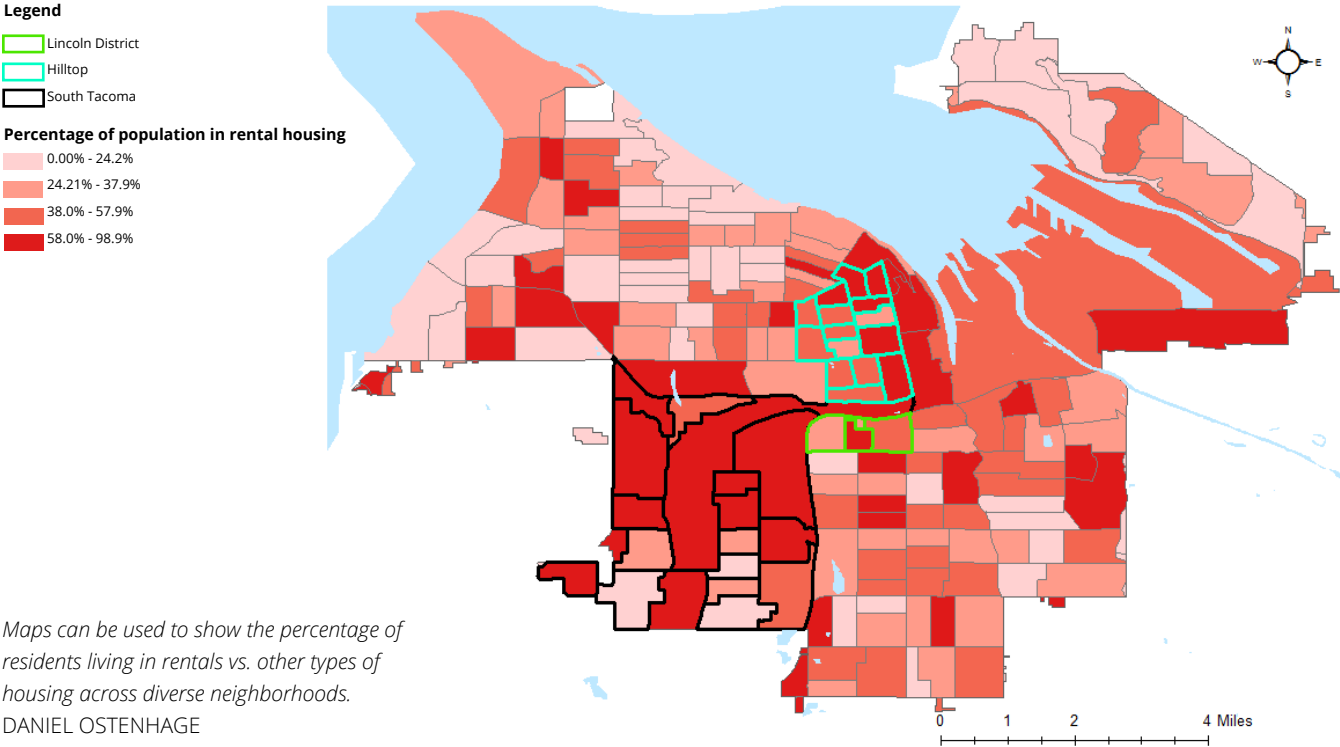 Legend
Lincoln District
Hilltop
South Tacoma
Percentage of population in rental housing
0.00% - 24.2%
24.21% - 37.9%
38.0% - 57.9%
58.0% - 98.9%
N
W
E
S
Maps can be used to show the percentage of
residents living in rentals vs. other types of
housing across diverse neighborhoods.
DANIEL OSTENHAGE
0 1 2 4 Miles